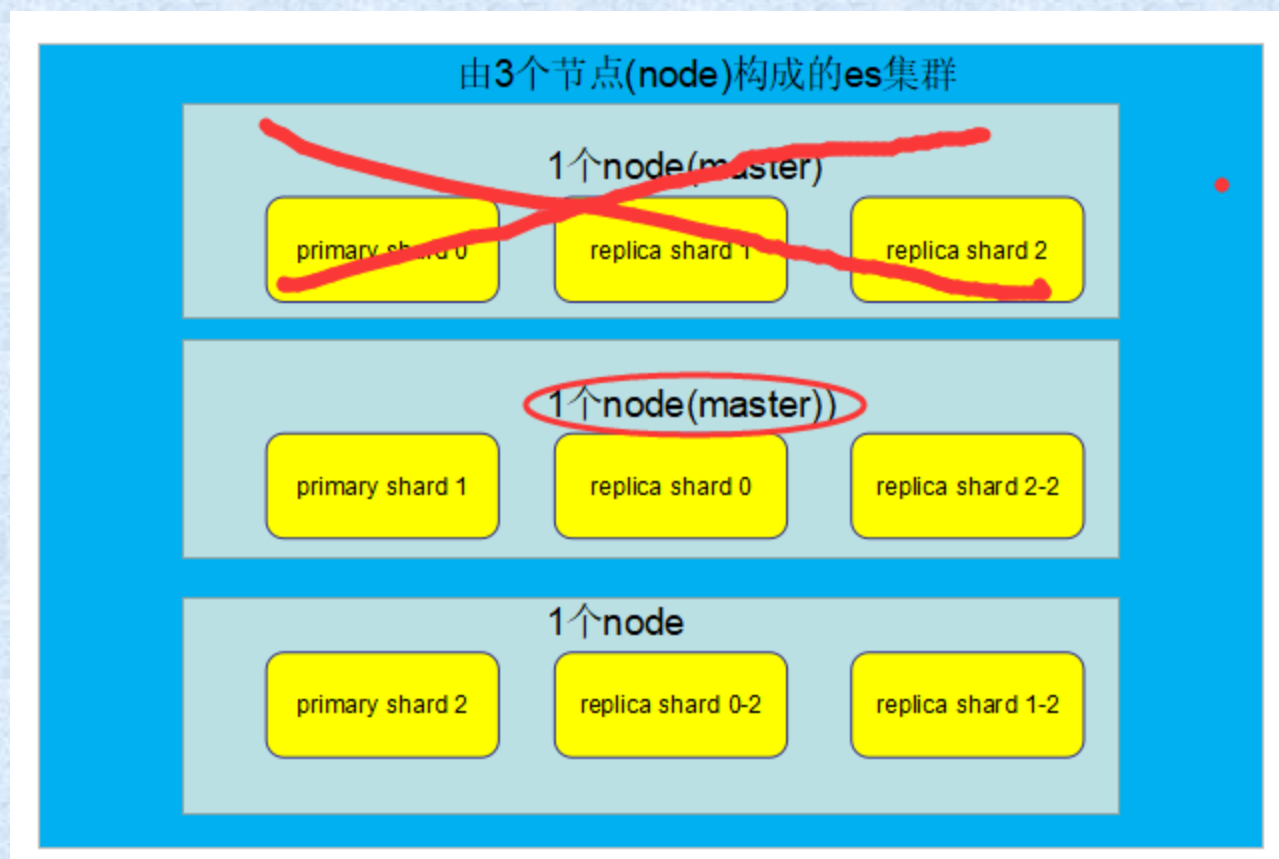 由3个节点(node)构成的es集群
1个node(master)
primary shard 0
replica shard 1
replica shard 2
1个node(master))
primary shard 1
replica shard 0
replica shard 2-2
1个node
primary shard 2
replica shard 0-2
replica shard 1-2